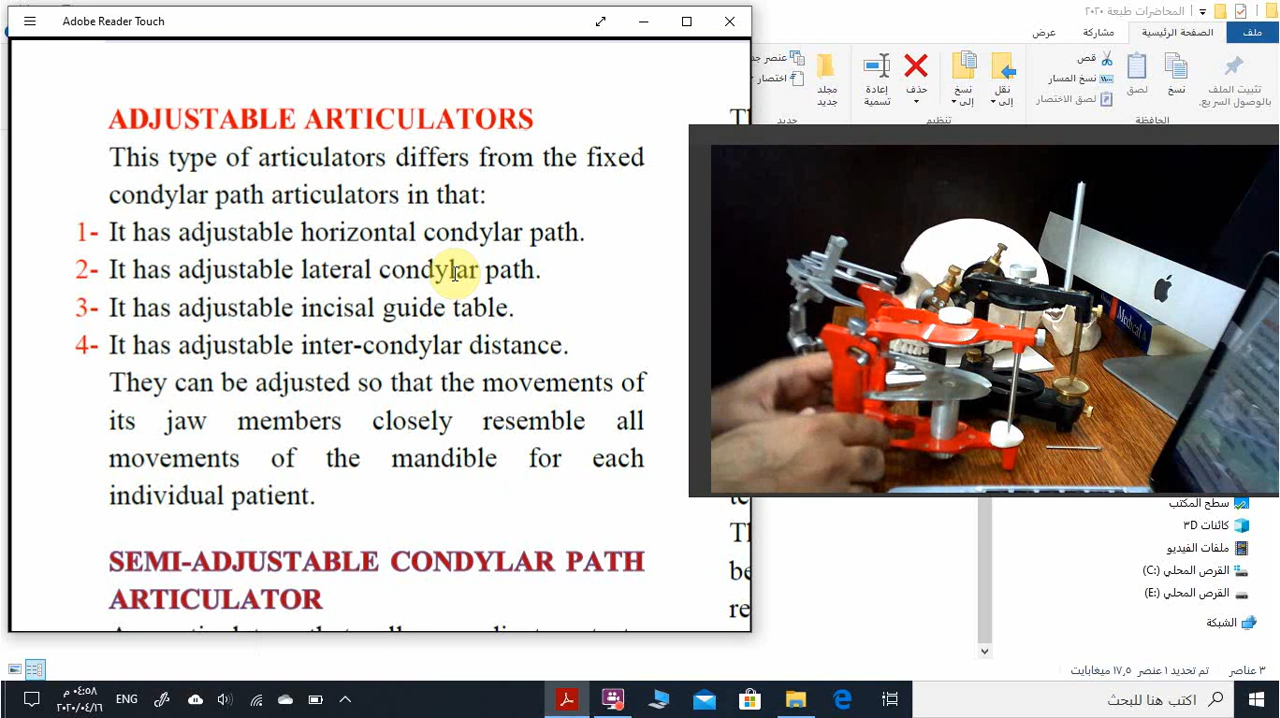 Adobe Reader Touch
ADJUSTABLE ARTICULATORS
This type of articulators differs from the fixed
condylar path articulators in that:
1- It has adjustable horizontal condylar path.
2- It has adjustable lateral condylar path.
3- It has adjustable incisal guide table.
4- It has adjustable inter-condylar distance.
They can be adjusted so that the movements of
its jaw members closely resemble all
movements of the mandible for each
individual patient.
SEMI-ADJUSTABLE CONDYLAR PATH
ARTICULATOR
المحاضرات طبعة ٢٠٢٠
ملف
الصفحة الرئيسية
مشاركة
عرض
تثبيت الملف
بالوصول السريع.
نسخ
لصق
قص
نسخ المسار
لصق الاختصار
الحافظة
نقل
إلى
نسخ
إلى
حذف
إعادة
تسمية
تنظيم
مجلد
جديد
جديد
Medical
سطح المكتب
كائنات ٣D
ملفات الفيديو
القرص المحلي (C:)
القرص المحلي (E:)
الشبكة
٣ عناصر
تم تحديد ١ عنصر ١٧,٥ ميغابايت
اكتب هنا للبحث
ENG
٠٤:٥٨ م
٢٠٢٠/٠٤/١٦